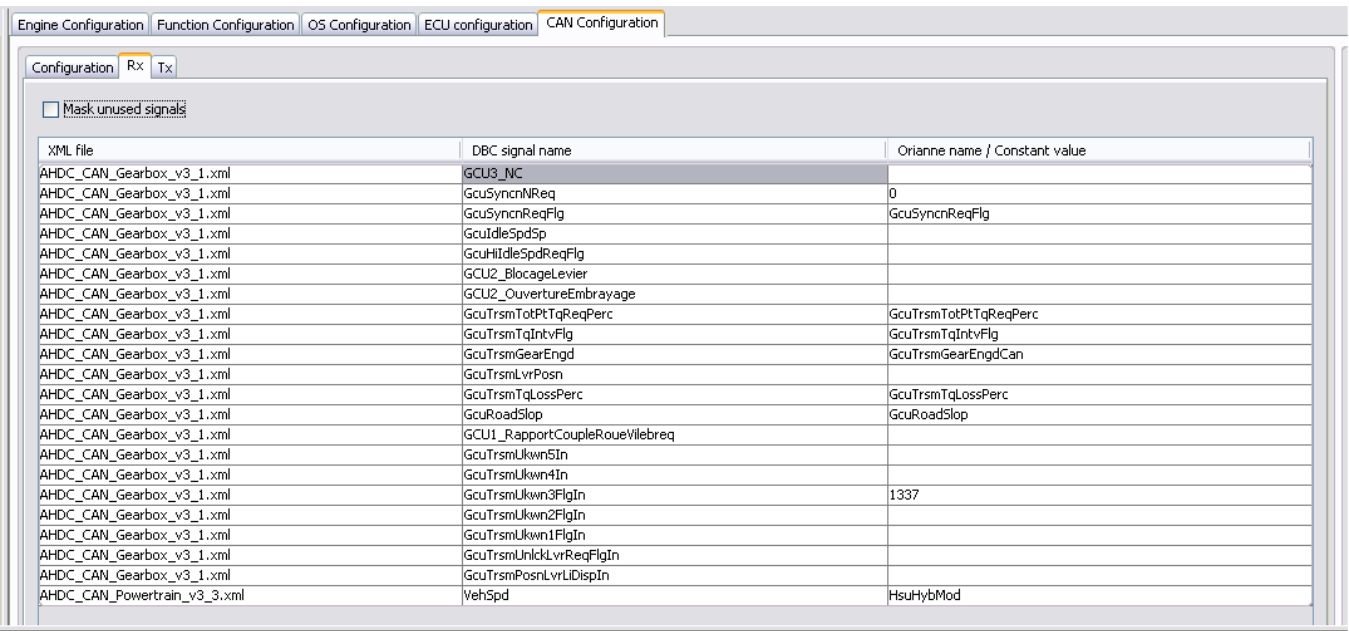 Engine Configuration Function Configuration OS Configuration ECU configuration CAN Configuration
Configuration Rx Tx
Mask unused signals
XML file DBC signal name Orianne name / Constant value
AHDC_CAN_Gearbox_v3_1.xml GCU3_NC
AHDC_CAN_Gearbox_v3_1.xml GcuSyncnNReq 0
AHDC_CAN_Gearbox_v3_1.xml GcuSyncnReqFlg GcuSyncnReqFlg
AHDC_CAN_Gearbox_v3_1.xml GcuIdleSpdSp
AHDC_CAN_Gearbox_v3_1.xml GcuHiIdleSpdReqFlg
AHDC_CAN_Gearbox_v3_1.xml GCU2_BlocageLevier
AHDC_CAN_Gearbox_v3_1.xml GCU2_OuvertureEmbrayage
AHDC_CAN_Gearbox_v3_1.xml GcuTrsmTotPtTqReqPerc GcuTrsmTotPtTqReqPerc
AHDC_CAN_Gearbox_v3_1.xml GcuTrsmTqIntvFlg GcuTrsmTqIntvFlg
AHDC_CAN_Gearbox_v3_1.xml GcuTrsmGearEngd GcuTrsmGearEngdCan
AHDC_CAN_Gearbox_v3_1.xml GcuTrsmLvrPosn
AHDC_CAN_Gearbox_v3_1.xml GcuTrsmTqLossPerc GcuTrsmTqLossPerc
AHDC_CAN_Gearbox_v3_1.xml GcuRoadSlop GcuRoadSlop
AHDC_CAN_Gearbox_v3_1.xml GCU1_RapportCoupleRoueVilebreq
AHDC_CAN_Gearbox_v3_1.xml GcuTrsmUkwn5In
AHDC_CAN_Gearbox_v3_1.xml GcuTrsmUkwn4In
AHDC_CAN_Gearbox_v3_1.xml GcuTrsmUkwn3FlgIn 1337
AHDC_CAN_Gearbox_v3_1.xml GcuTrsmUkwn2FlgIn
AHDC_CAN_Gearbox_v3_1.xml GcuTrsmUkwn1FlgIn
AHDC_CAN_Gearbox_v3_1.xml GcuTrsmUnlckLvrReqFlgIn
AHDC_CAN_Gearbox_v3_1.xml GcuTrsmPosnLvrLiDispIn
AHDC_CAN_Powertrain_v3_3.xml VehSpd HsuHybMod